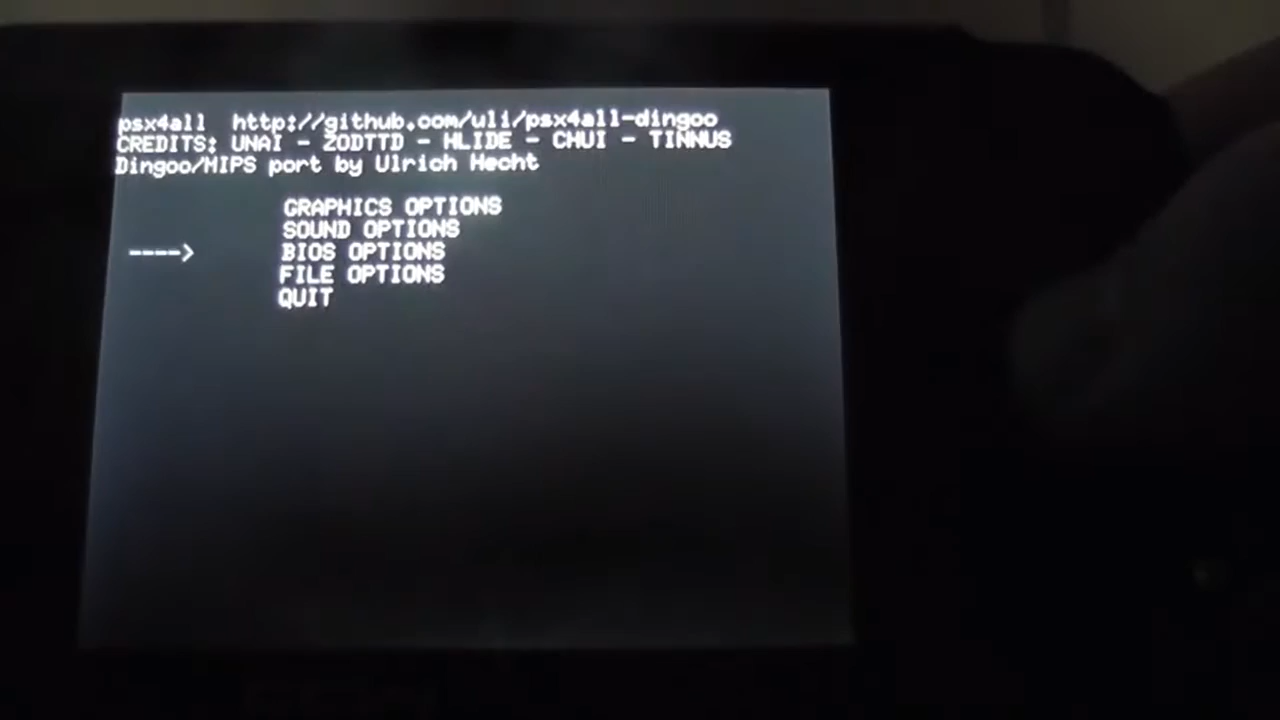 psx4all http://github.com/uli/psx4all-dingoo
CREDITS: UNAI - ZODTTD - HLIDE - CHUI - TINNUS
Dingoo/MIPS port by Ulrich Hecht
GRAPHICS OPTIONS
SOUND OPTIONS
----> BIOS OPTIONS
FILE OPTIONS
QUIT